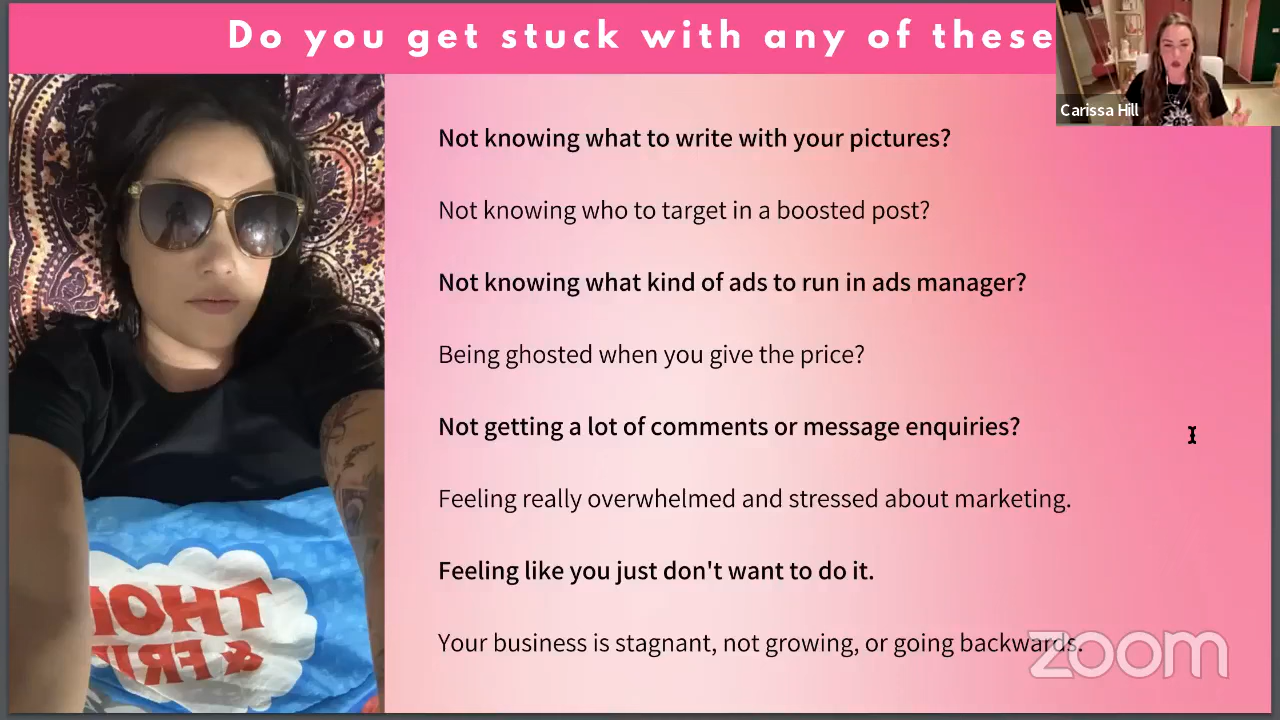 Do you get stuck with any of these
Carissa Hill
Not knowing what to write with your pictures?
Not knowing who to target in a boosted post?
Not knowing what kind of ads to run in ads manager?
Being ghosted when you give the price?
Not getting a lot of comments or message enquiries?
Feeling really overwhelmed and stressed about marketing.
Feeling like you just don't want to do it.
Your business is stagnant, not growing, or going backwards.
zoom